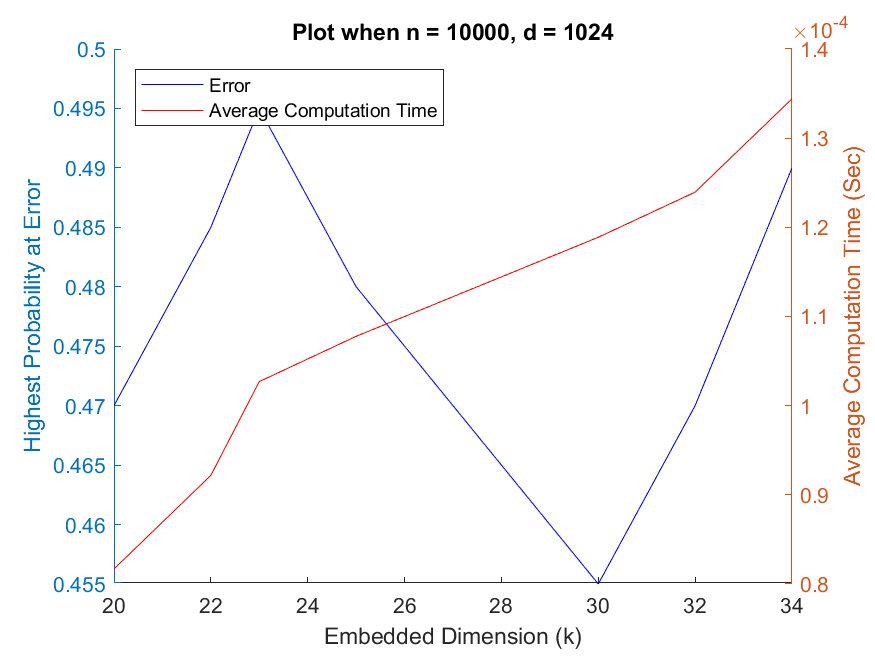 Plot when n = 10000, d = 1024
×10-4
0.5
0.495
0.49
0.485
0.48
0.475
0.47
0.465
0.46
0.455
Highest Probability at Error
Error
Average Computation Time
1.4
1.3
1.2
1.1
1
0.9
0.8
Average Computation Time (Sec)
20 22 24 26 28 30 32 34
Embedded Dimension (k)